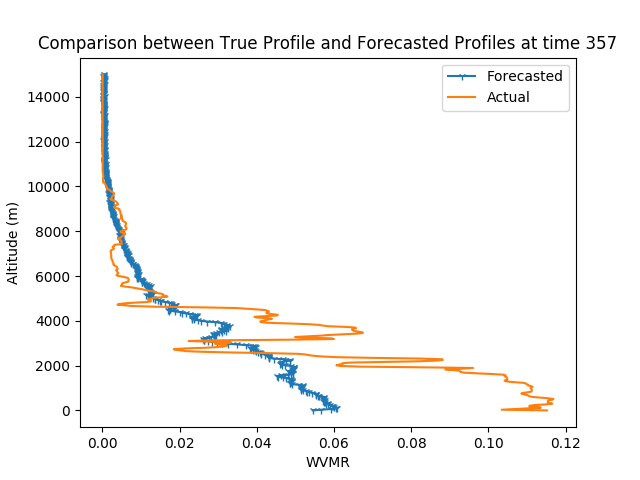 Comparison between True Profile and Forecasted Profiles at time 357
Forecasted
Actual
14000
12000
10000
8000
6000
4000
2000
0
Altitude (m)
0.00 0.02 0.04 0.06 0.08 0.10 0.12
WVMR